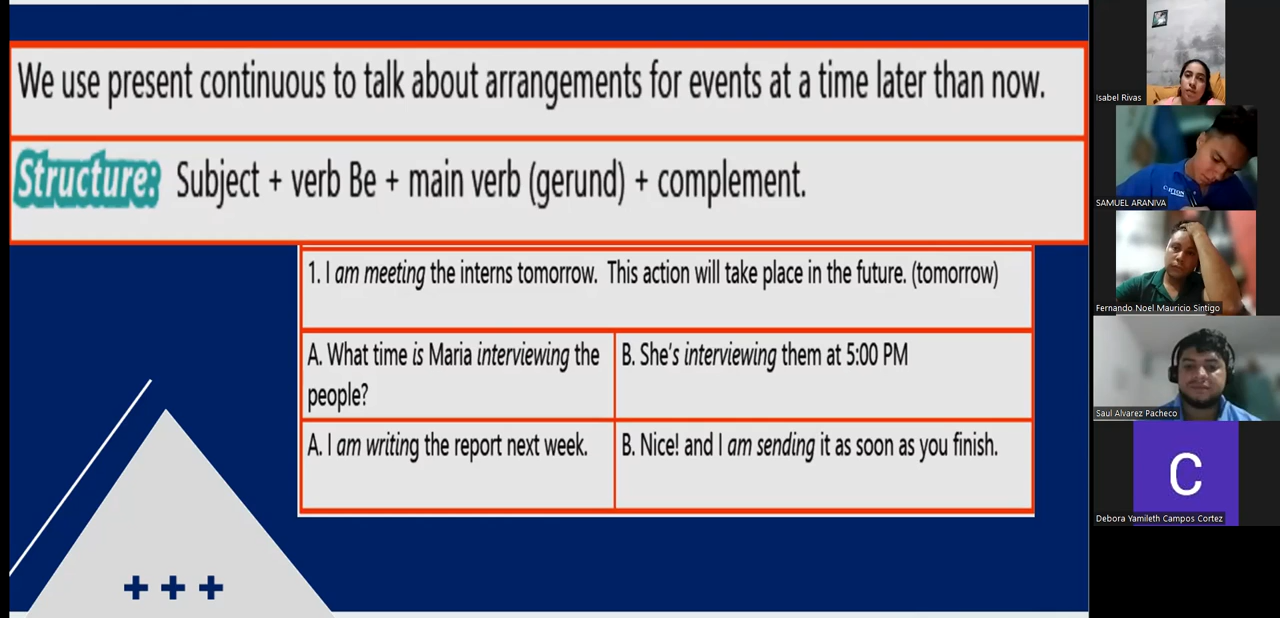 We use present continuous to talk about arrangements for events at a time later than now.
Structure: Subject + verb Be + main verb (gerund) + complement.
1. I am meeting the interns tomorrow. This action will take place in the future. (tomorrow)
A. What time is Maria interviewing the
people?
B. She's interviewing them at 5:00 PM
A. I am writing the report next week.
B. Nice! and I am sending it as soon as you finish.
Isabel Rivas
SAMUEL ARANIVA
Fernando Noel Mauricio Sintigo
Saul Alvarez Pacheco
C
Debora Yamileth Campos Cortez